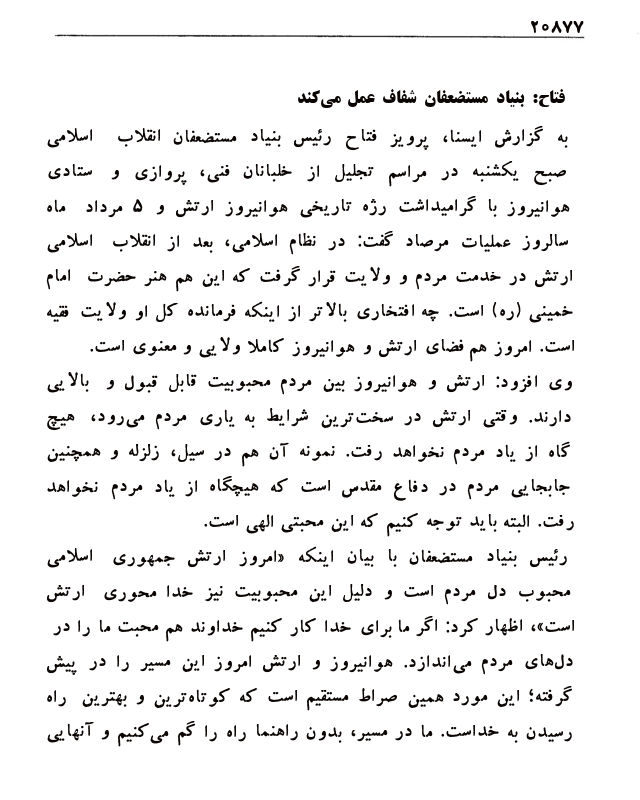 ۲۰۸۷۷
فتاح: بنیاد مستضعفان شفاف عمل می‌کند
به گزارش ایسنا، پرویز فتاح رئیس بنیاد مستضعفان انقلاب اسلامی
صبح یکشنبه در مراسم تجلیل از خلبانان فنی، پروازی و ستادی
هوانیروز با گرامیداشت رژه تاریخی هوانیروز ارتش و ۵ مرداد ماه
سالروز عملیات مرصاد گفت: در نظام اسلامی، بعد از انقلاب اسلامی
ارتش در خدمت مردم و ولایت قرار گرفت که این هم هنر حضرت امام
خمینی (ره) است. چه افتخاری بالاتر از اینکه فرمانده کل او ولایت فقیه
است. امروز هم فضای ارتش و هوانیروز کاملا ولایی و معنوی است.
وی افزود: ارتش و هوانیروز بین مردم محبوبیت قابل قبول و بالایی
دارند. وقتی ارتش در سخت‌ترین شرایط به یاری مردم می‌رود، هیچ
گاه از یاد مردم نخواهد رفت. نمونه آن هم در سیل، زلزله و همچنین
جابجایی مردم در دفاع مقدس است که هیچگاه از یاد مردم نخواهد
رفت. البته باید توجه کنیم که این محبتی الهی است.
رئیس بنیاد مستضعفان با بیان اینکه «امروز ارتش جمهوری اسلامی
محبوب دل مردم است و دلیل این محبوبیت نیز خدا محوری ارتش
است»، اظهار کرد: اگر ما برای خدا کار کنیم خداوند هم محبت ما را در
دل‌های مردم می‌اندازد. هوانیروز و ارتش امروز این مسیر را در پیش
گرفته؛ این مورد همین صراط مستقیم است که کوتاه‌ترین و بهترین راه
رسیدن به خداست. ما در مسیر، بدون راهنما راه را گم می‌کنیم و آنهایی